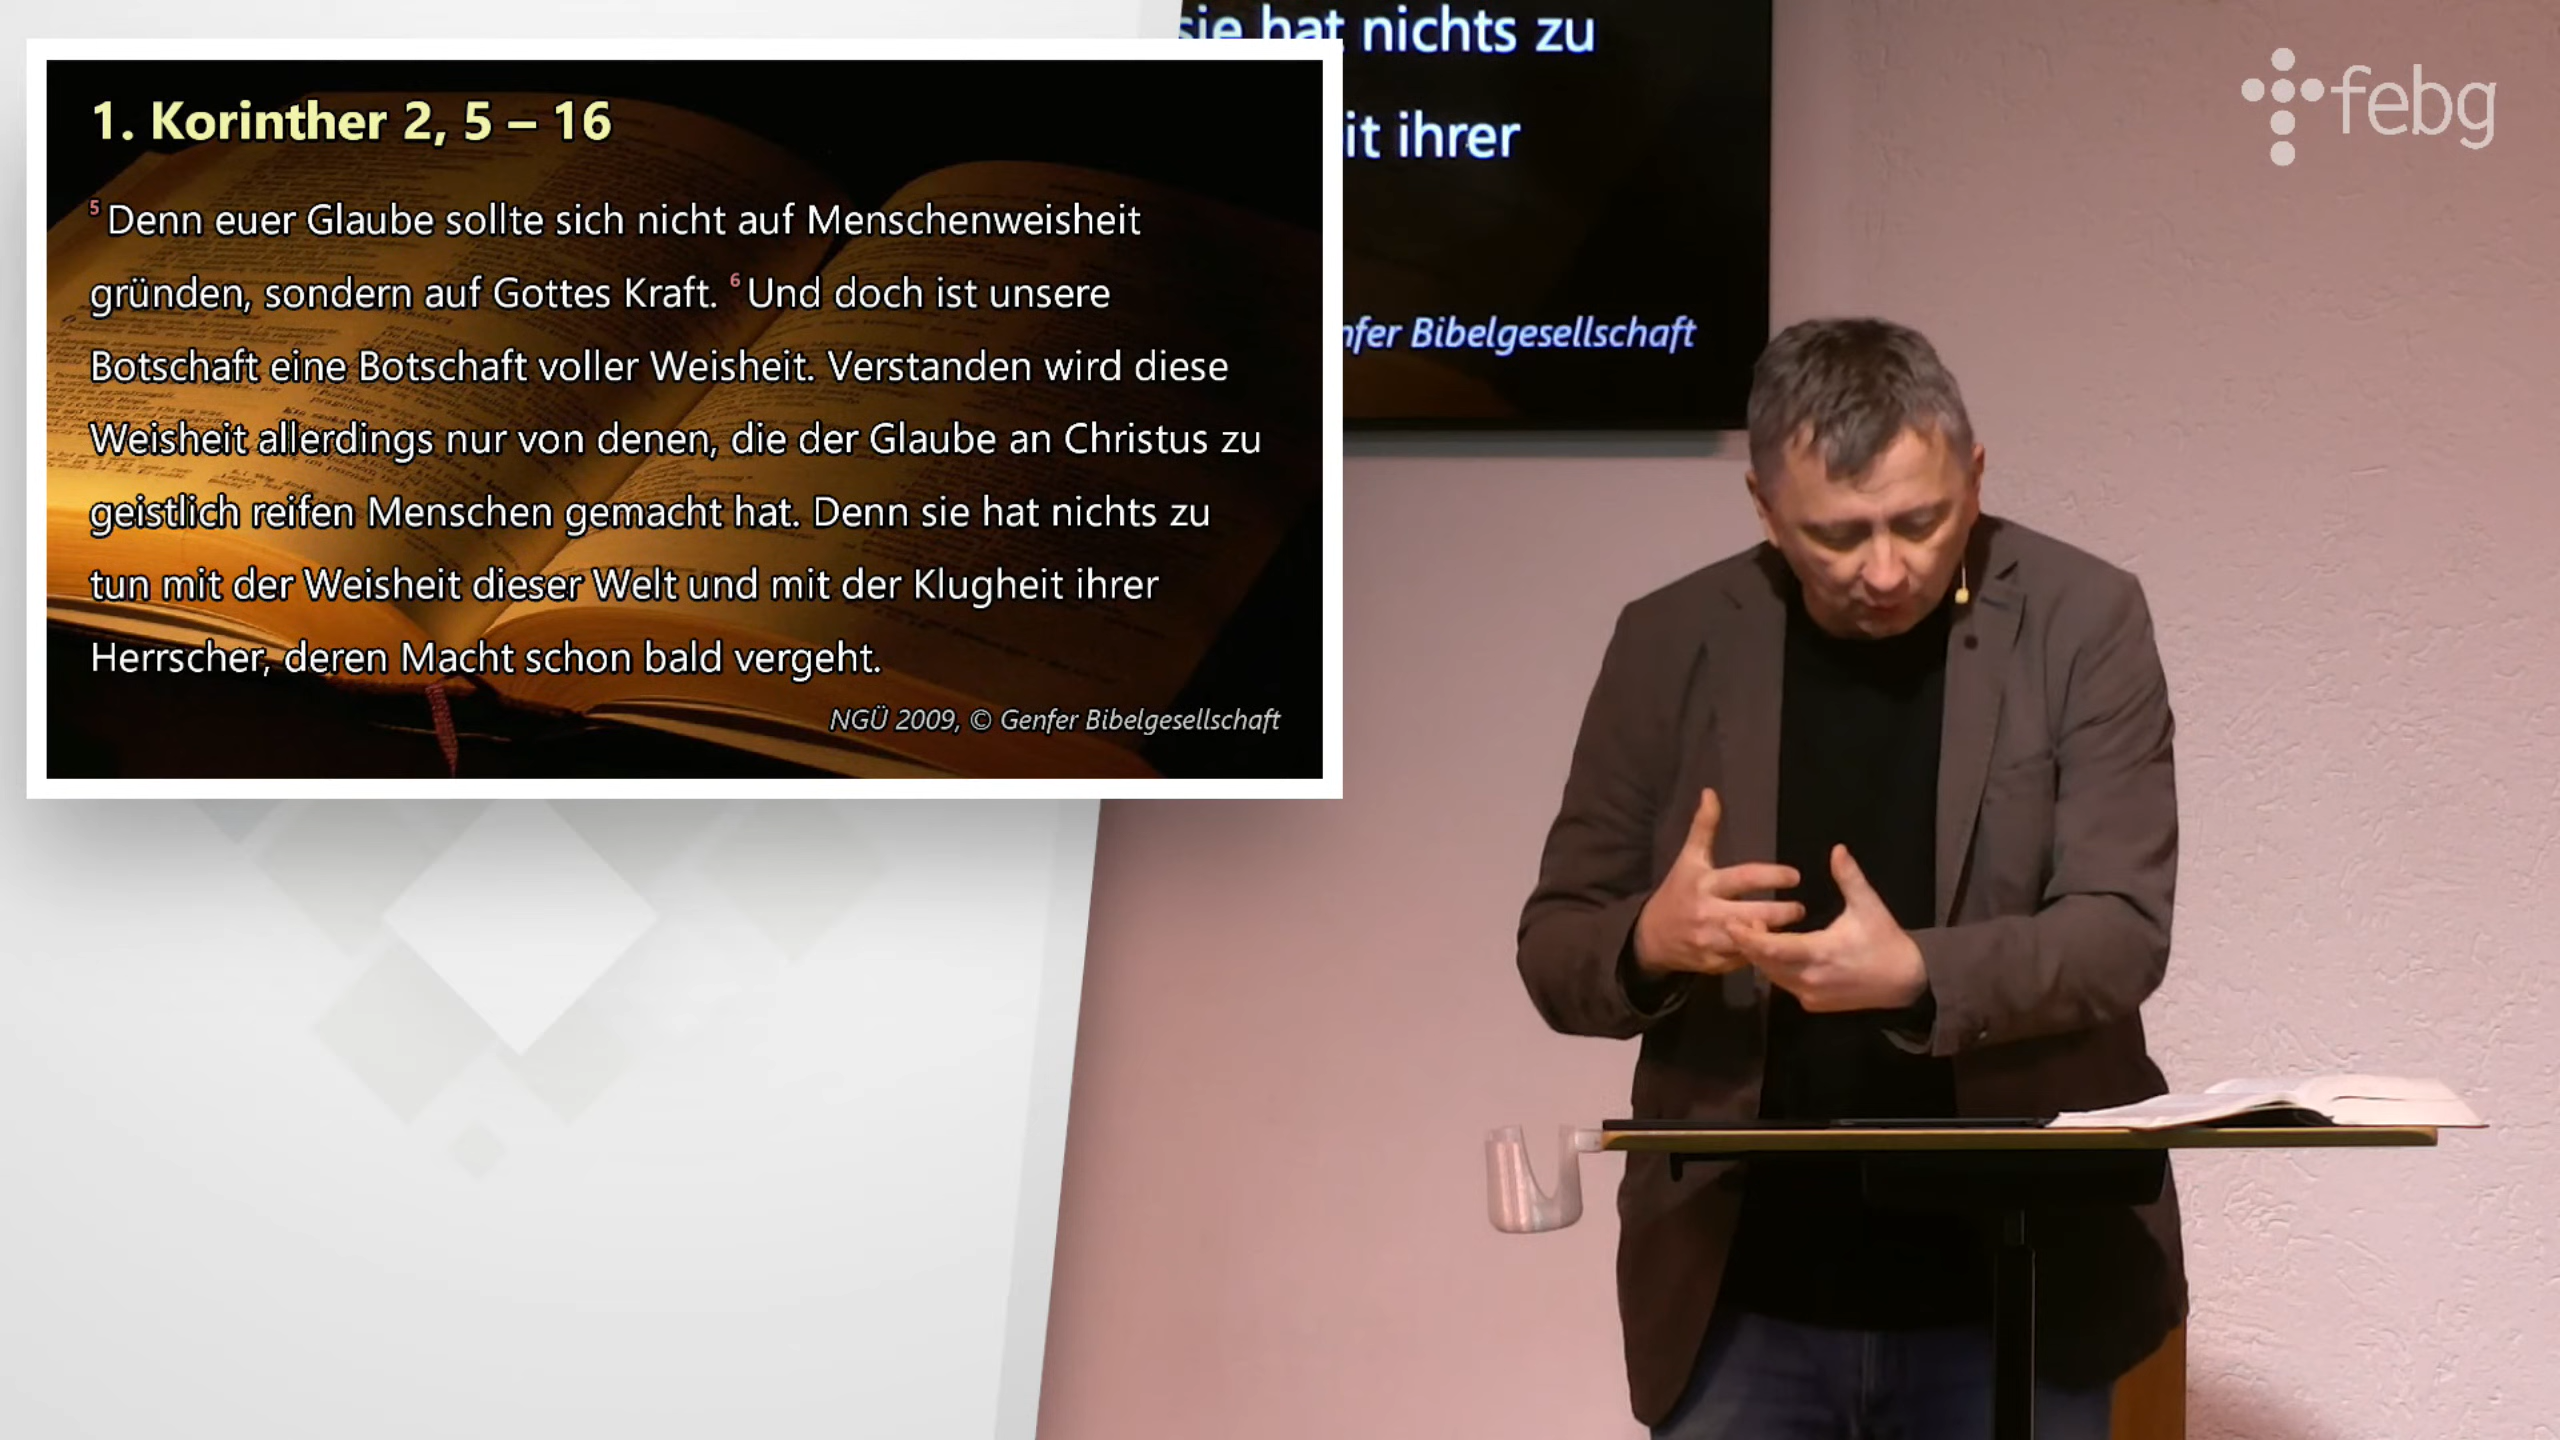 1. Korinther 2, 5 – 16
5 Denn euer Glaube sollte sich nicht auf Menschenweisheit
gründen, sondern auf Gottes Kraft. 6 Und doch ist unsere
Botschaft eine Botschaft voller Weisheit. Verstanden wird diese
Weisheit allerdings nur von denen, die der Glaube an Christus zu
geistlich reifen Menschen gemacht hat. Denn sie hat nichts zu
tun mit der Weisheit dieser Welt und mit der Klugheit ihrer
Herrscher, deren Macht schon bald vergeht.
NGÜ 2009, © Genfer Bibelgesellschaft
sie hat nichts zu
it ihrer
nfer Bibelgesellschaft
febg